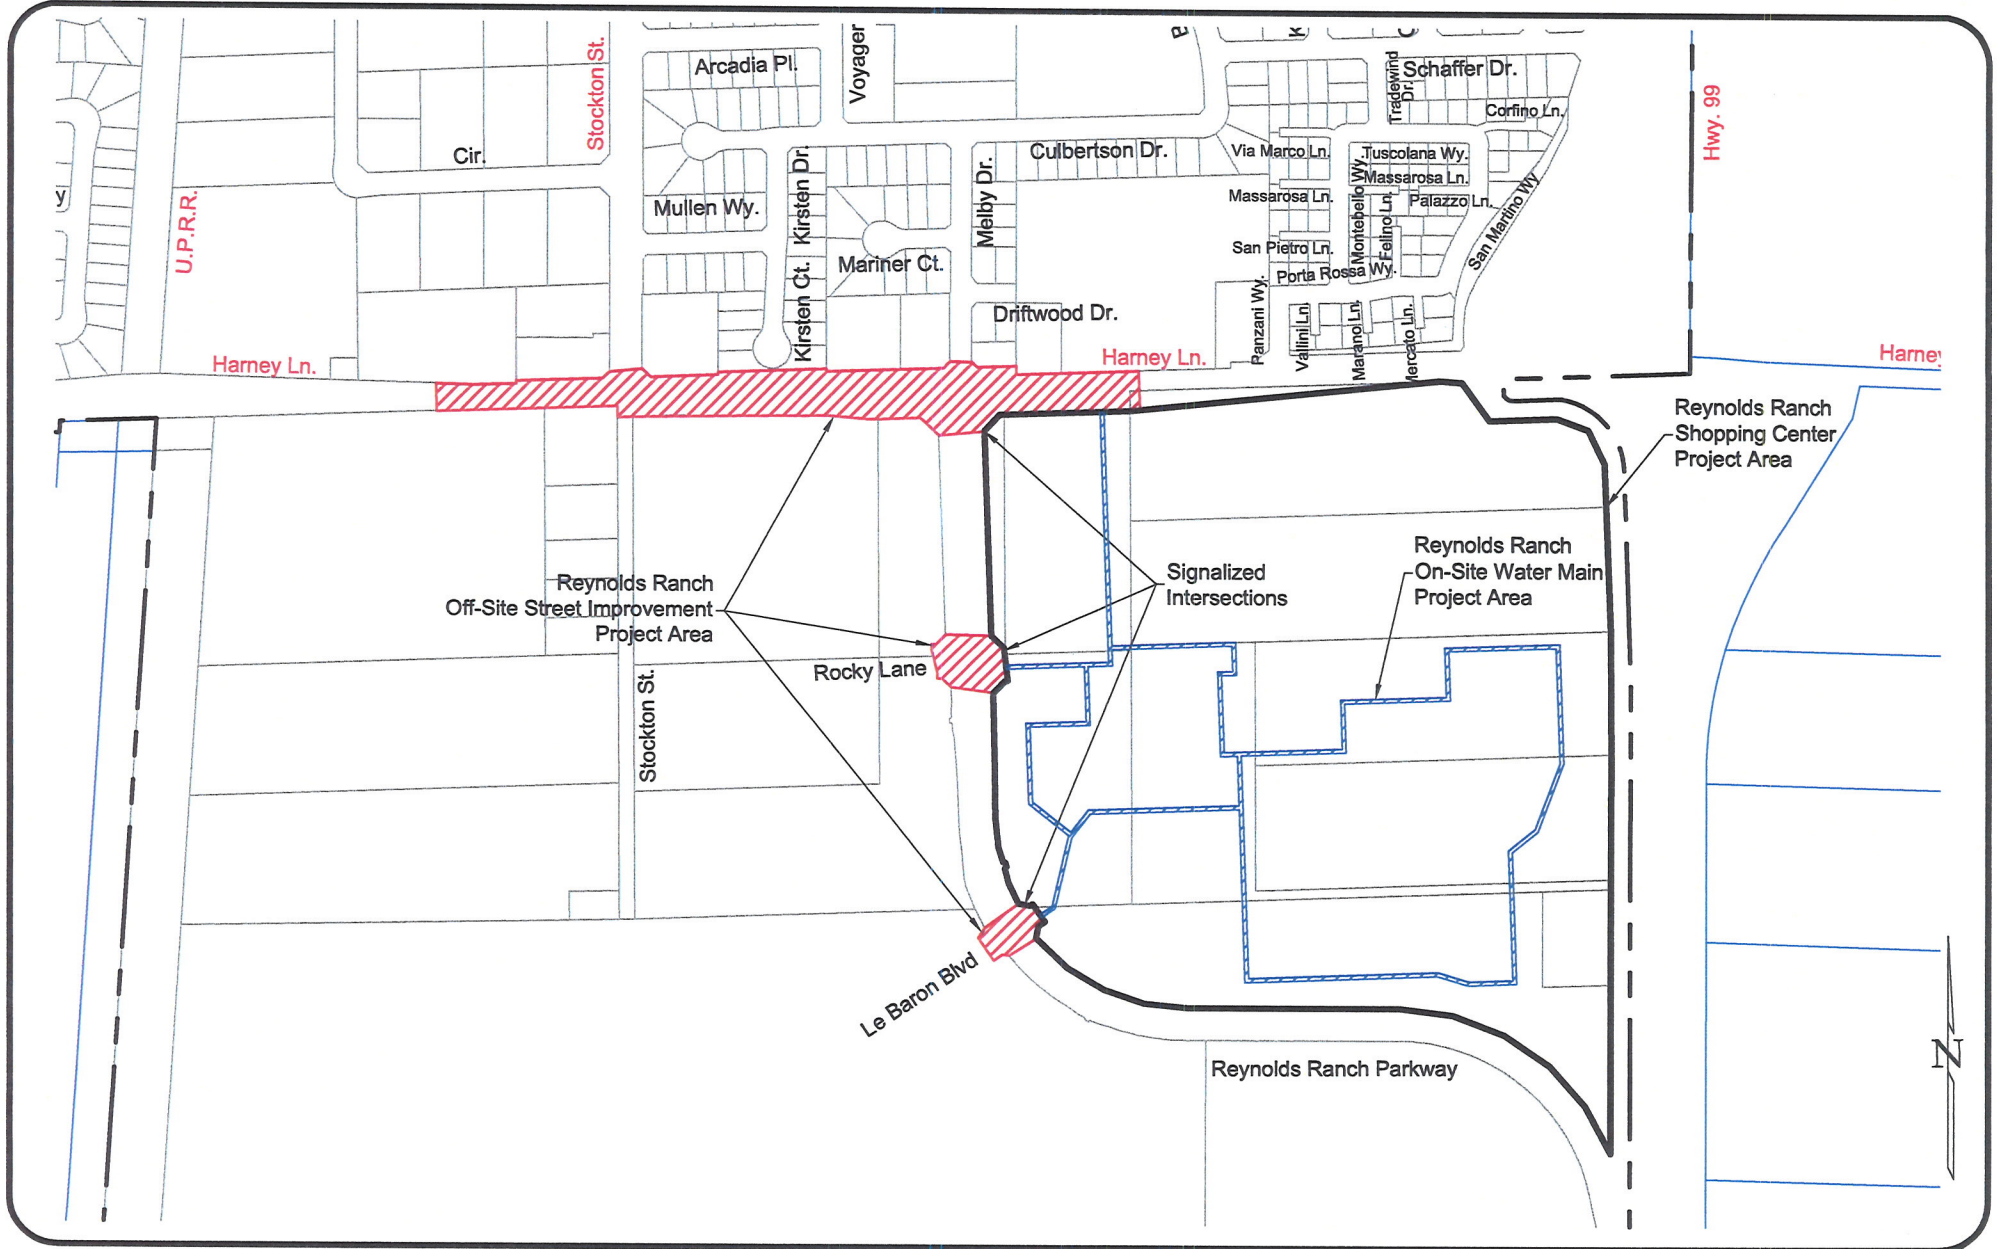 Arcadia Pl.
Voyager
Stockton St.
Cir.
Mullen Wy.
Kirsten Dr.
Kirsten Ct.
Mariner Ct.
Melby Dr.
Culbertson Dr.
Driftwood Dr.
Tradewind
Dr.
Schaffer Dr.
Corfino Ln.
Via Marco Ln.
Tuscolana Wy.
Massarosa Ln.
Massarosa Ln.
Palazzo Ln.
Montebello Wy.
Felino Ln.
San Pietro Ln.
Porta Rossa Wy.
San Martino Wy
Panzani Wy.
Vallini Ln.
Marano Ln.
Mercato Ln.
Hwy. 99
U.P.R.R.
y
Harney Ln.
Harney Ln.
Harney
Reynolds Ranch
Shopping Center
Project Area
Reynolds Ranch
Off-Site Street Improvement
Project Area
Signalized
Intersections
Reynolds Ranch
On-Site Water Main
Project Area
Rocky Lane
Stockton St.
Le Baron Blvd
Reynolds Ranch Parkway
N